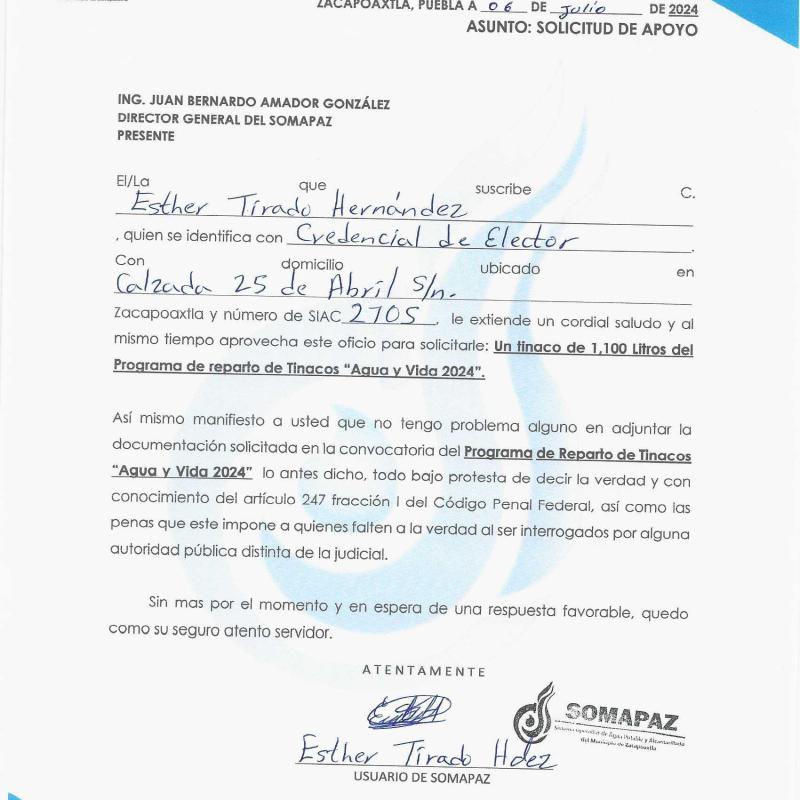 ZACAPOAXTLA, PUEBLA A 06 DE Julio DE 2024
ASUNTO: SOLICITUD DE APOYO
ING. JUAN BERNARDO AMADOR GONZÁLEZ
DIRECTOR GENERAL DEL SOMAPAZ
PRESENTE
El/La que suscribe C.
Esther Tirado Hernández
, quien se identifica con Credencial de Elector.
Con domicilio ubicado en
Calzada 25 de Abril S/n.
Zacapoaxtla y número de SIAC 2705, le extiende un cordial saludo y al
mismo tiempo aprovecha este oficio para solicitarle: Un tinaco de 1,100 Litros del
Programa de reparto de Tinacos “Agua y Vida 2024”.
Así mismo manifiesto a usted que no tengo problema alguno en adjuntar la
documentación solicitada en la convocatoria del Programa de Reparto de Tinacos
“Agua y Vida 2024” lo antes dicho, todo bajo protesta de decir la verdad y con
conocimiento del artículo 247 fracción I del Código Penal Federal, así como las
penas que este impone a quienes falten a la verdad al ser interrogados por alguna
autoridad pública distinta de la judicial.
Sin mas por el momento y en espera de una respuesta favorable, quedo
como su seguro atento servidor.
ATENTAMENTE
SOMAPAZ
Sistema operador de Agua Potable y Alcantarillado
del Municipio de Zacapoaxtla
Esther Tirado Hdez
USUARIO DE SOMAPAZ